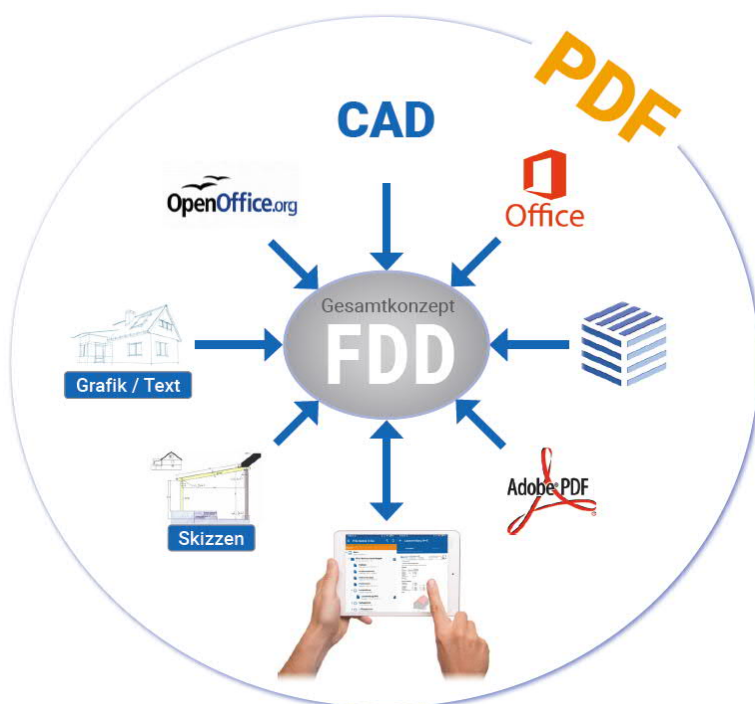 PDF
CAD
OpenOffice.org
Office
Gesamtkonzept
FDD
Grafik / Text
Adobe PDF
Skizzen